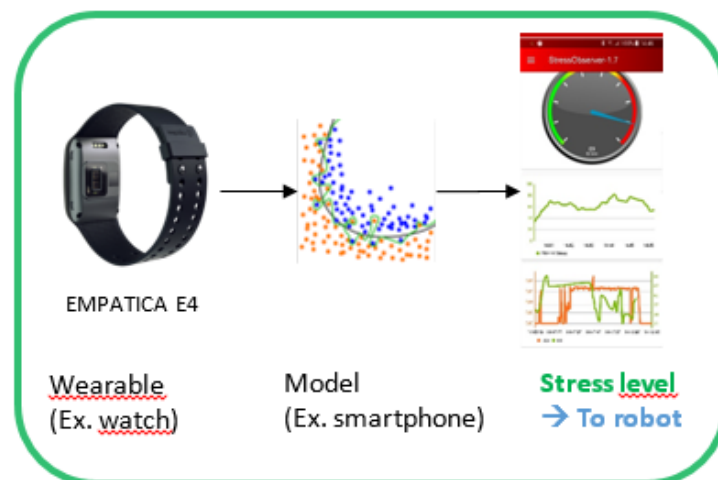 StressObserver-1.7
EMPATICA E4
Wearable
(Ex. watch)
Model
(Ex. smartphone)
Stress level
→ To robot